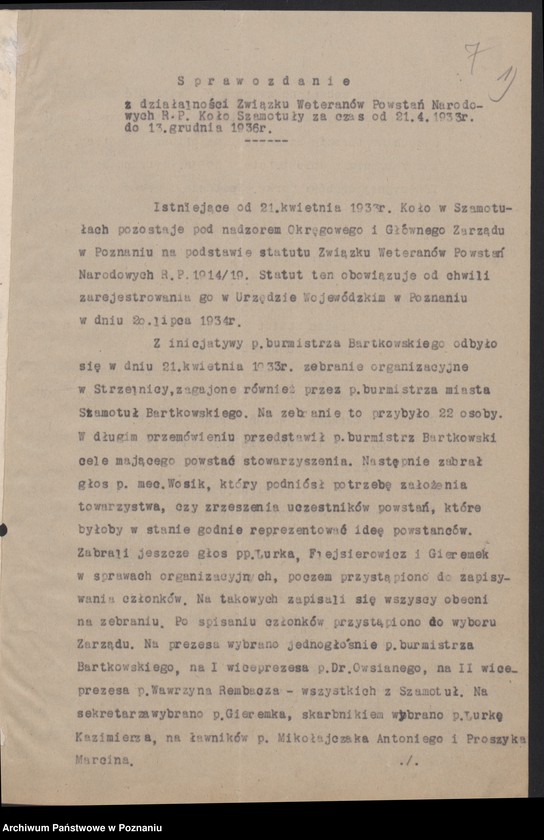 7
1)
Sprawozdanie
z działalności Związku Weteranów Powstań Narodo-
wych R.P. Koło Szamotuły za czas od 21.4.1933r.
do 13.grudnia 1936r.
------
Istniejące od 21.kwietnia 1933r. Koło w Szamotu-
łach pozostaje pod nadzorem Okręgowego i Głównego Zarządu
w Poznaniu na podstawie statutu Związku Weteranów Powstań
Narodowych R.P.1914/19. Statut ten obowiązuje od chwili
zarejestrowania go w Urzędzie Wojewódzkim w Poznaniu
w dniu 20.lipca 1934r.
Z inicjatywy p.burmistrza Bartkowskiego odbyło
się w dniu 21.kwietnia 1933r. zebranie organizacyjne
w Strzelnicy,zagajone również przez p.burmistrza miasta
Szamotuł Bartkowskiego. Na zebranie to przybyło 22 osoby.
W długim przemówieniu przedstawił p.burmistrz Bartkowski
cele mającego powstać stowarzyszenia. Następnie zabrał
głos p. mec.Wosik, który podniósł potrzebę założenia
towarzystwa, czy zrzeszenia uczestników powstań, które
byłoby w stanie godnie reprezentować ideę powstanców.
Zabrali jeszcze głos pp.Lurka, Flejsierowicz i Gieremek
w sprawach organizacyjnych, poczem przystąpiono do zapisy-
wania członków. Na takowych zapisali się wszyscy obecni
na zebraniu. Po spisaniu członków przystąpiono do wyboru
Zarządu. Na prezesa wybrano jednogłośnie p.burmistrza
Bartkowskiego, na I wiceprezesa p.Dr.Owsianego, na II wice-
prezesa p.Wawrzyna Rembacza - wszystkich z Szamotuł. Na
sekretarzawybrano p.Gieremka, skarbnikiem wybrano p.Lurkę
Kazimierza, na ławników p. Mikołajczaka Antoniego i Proszyka
Marcina.
./.
Archiwum Państwowe w Poznaniu